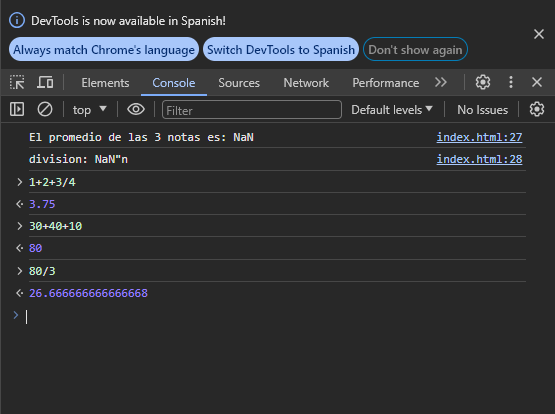 DevTools is now available in Spanish!
Always match Chrome's language Switch DevTools to Spanish Don't show again
Elements Console Sources Network Performance
top Filter Default levels No Issues
El promedio de las 3 notas es: NaN index.html:27
division: NaN"n index.html:28
> 1+2+3/4
3.75
> 30+40+10
80
> 80/3
26.666666666666668
>